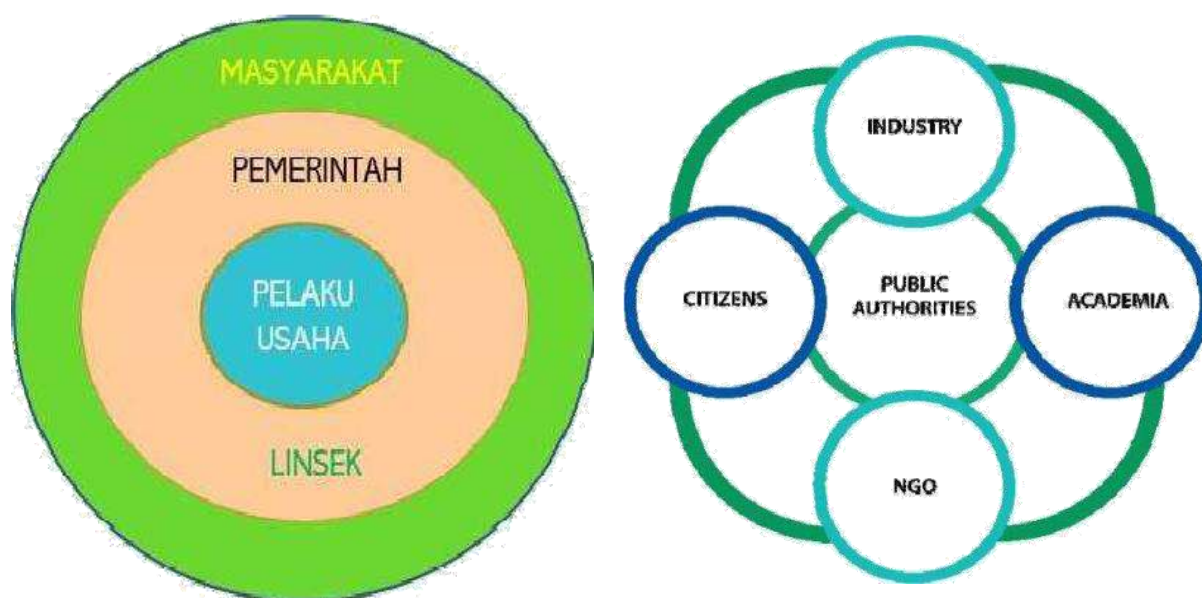 MASYARAKAT
PEMERINTAH
PELAKU
USAHA
LINSEK
INDUSTRY
CITIZENS
PUBLIC
AUTHORITIES
ACADEMIA
NGO